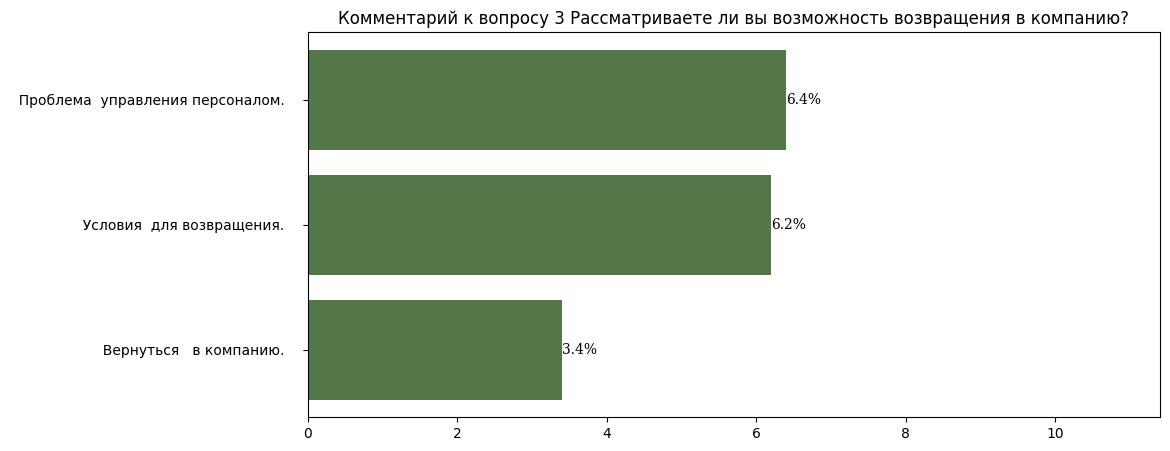 Комментарий к вопросу 3 Рассматриваете ли вы возможность возвращения в компанию?
Проблема  управления персоналом.
6.4%
Условия  для возвращения.
6.2%
Вернуться   в компанию.
3.4%
0 2 4 6 8 10